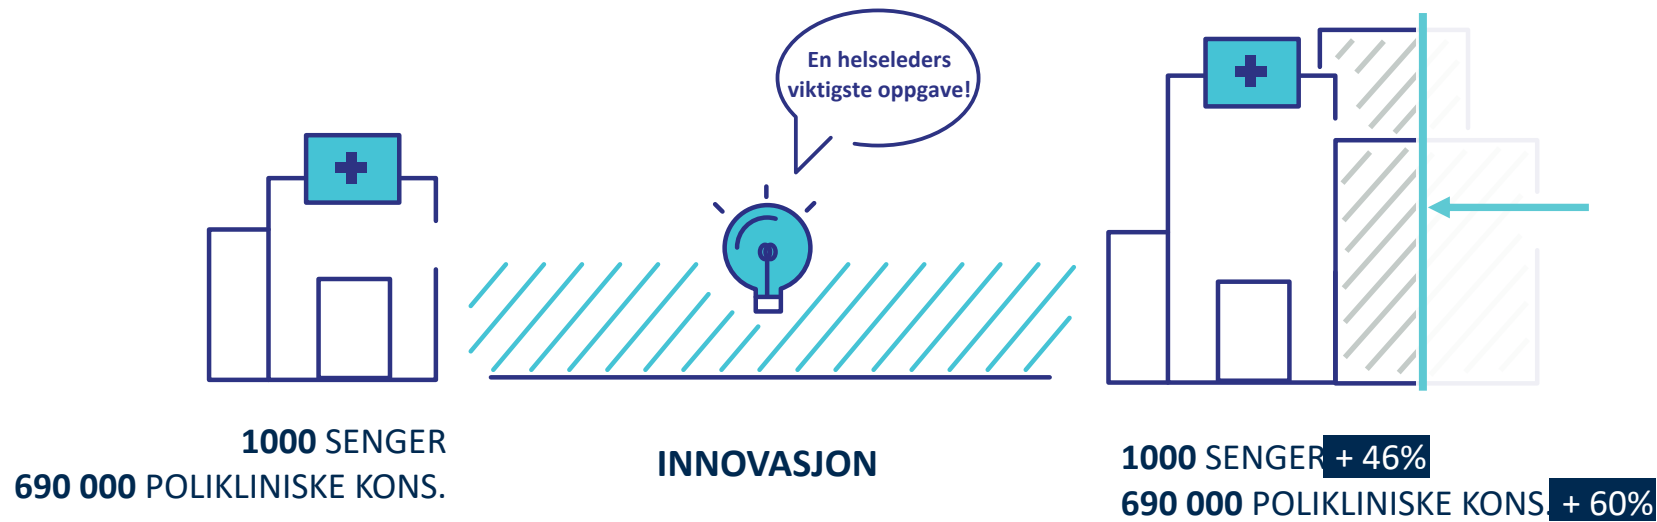 En helseleders
viktigste oppgave!
1000 SENGER
690 000 POLIKLINISKE KONS.
INNOVASJON
1000 SENGER + 46%
690 000 POLIKLINISKE KONS. + 60%